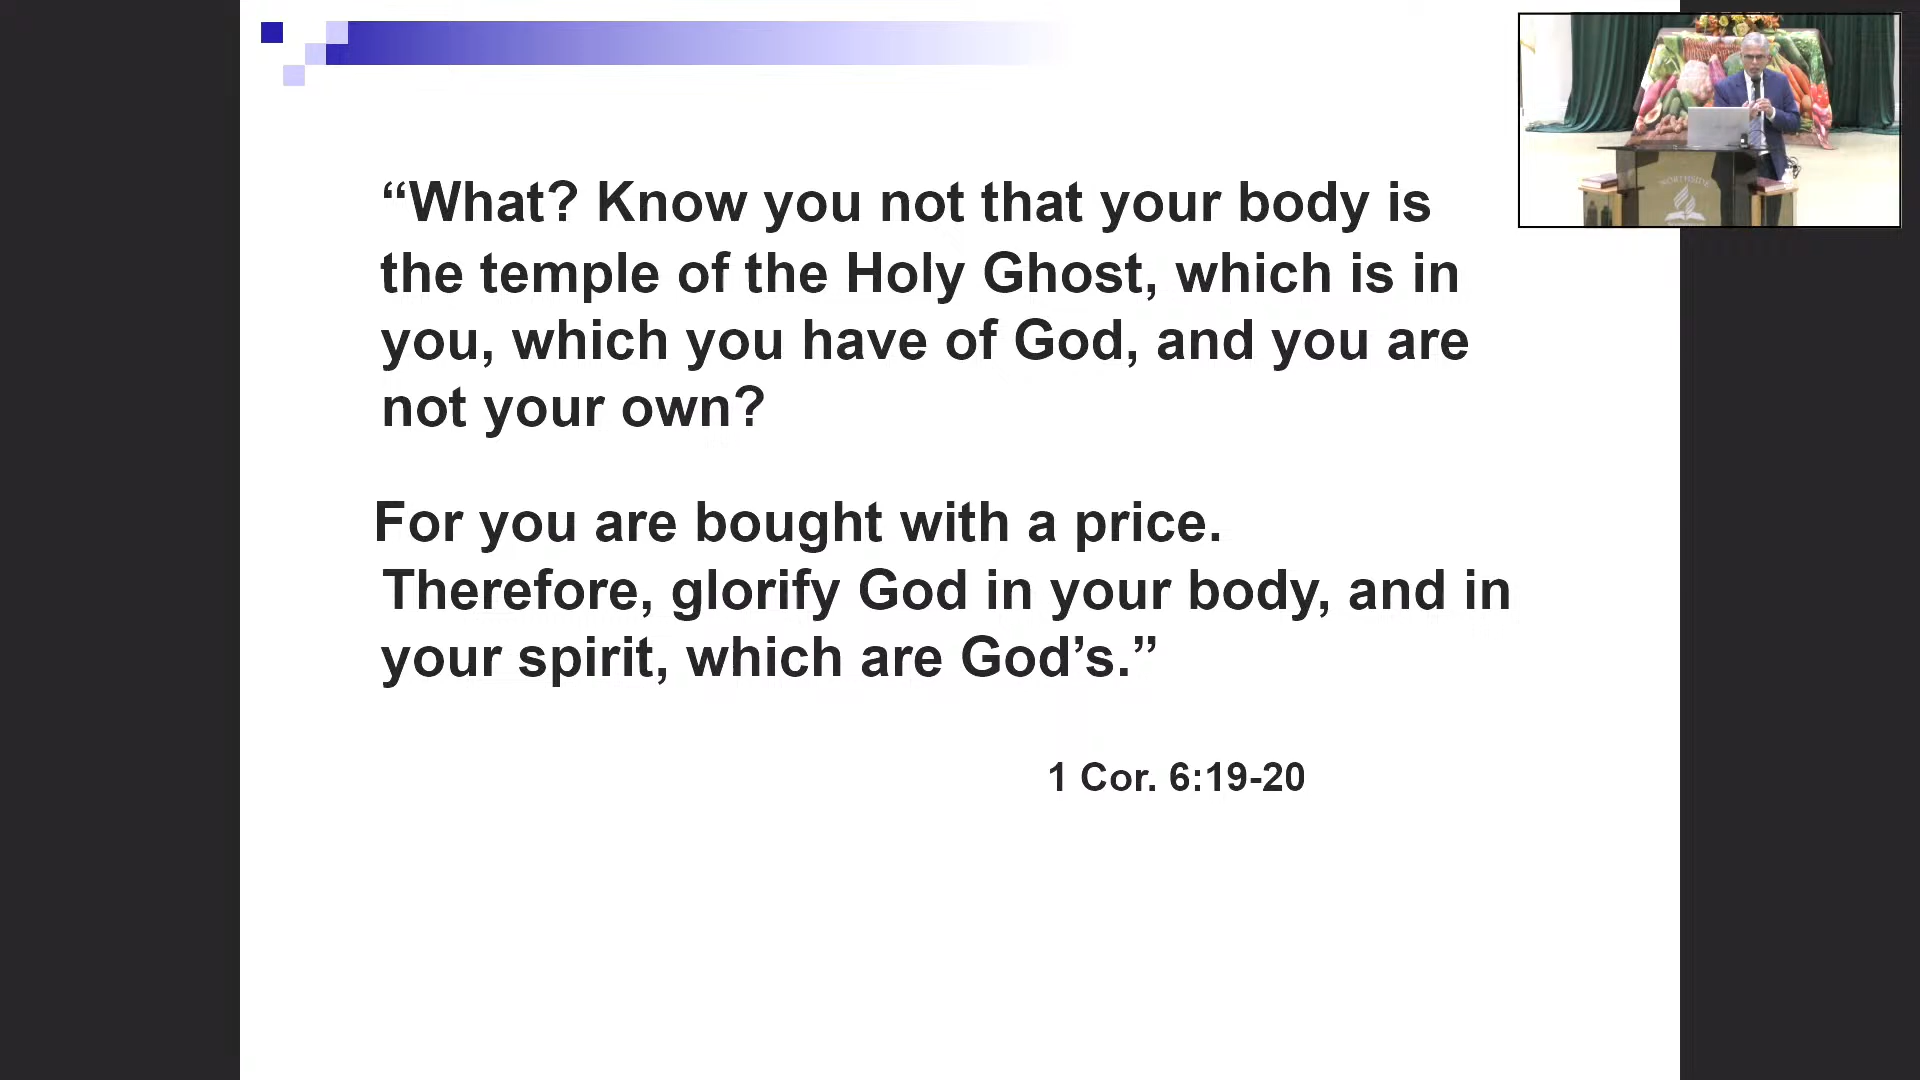 “What? Know you not that your body is
the temple of the Holy Ghost, which is in
you, which you have of God, and you are
not your own?
For you are bought with a price.
Therefore, glorify God in your body, and in
your spirit, which are God’s.”
1 Cor. 6:19-20
NORTHSIDE